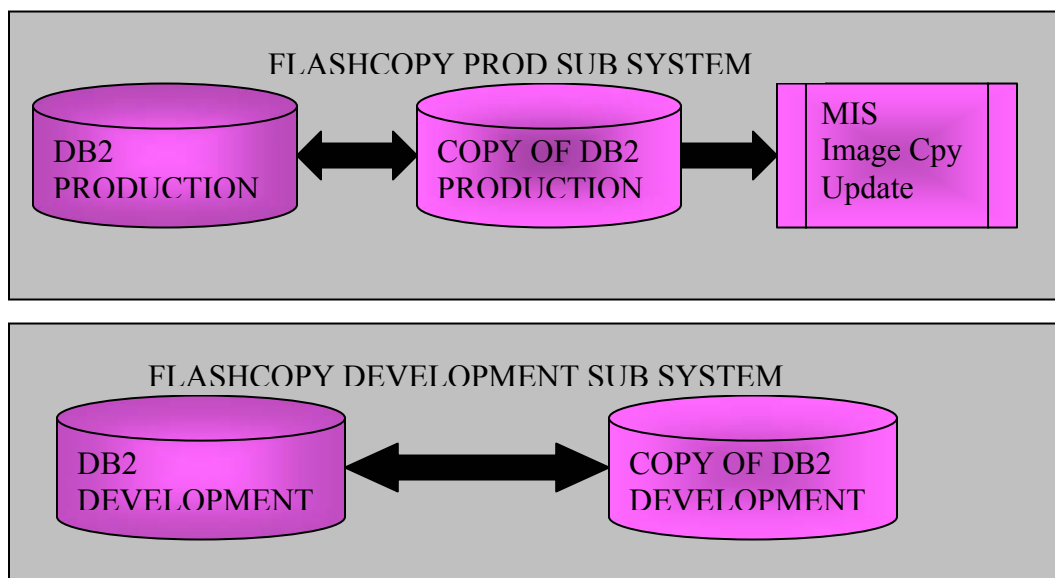 FLASHCOPY PROD SUB SYSTEM
DB2
PRODUCTION
COPY OF DB2
PRODUCTION
MIS
Image Cpy
Update
FLASHCOPY DEVELOPMENT SUB SYSTEM
DB2
DEVELOPMENT
COPY OF DB2
DEVELOPMENT